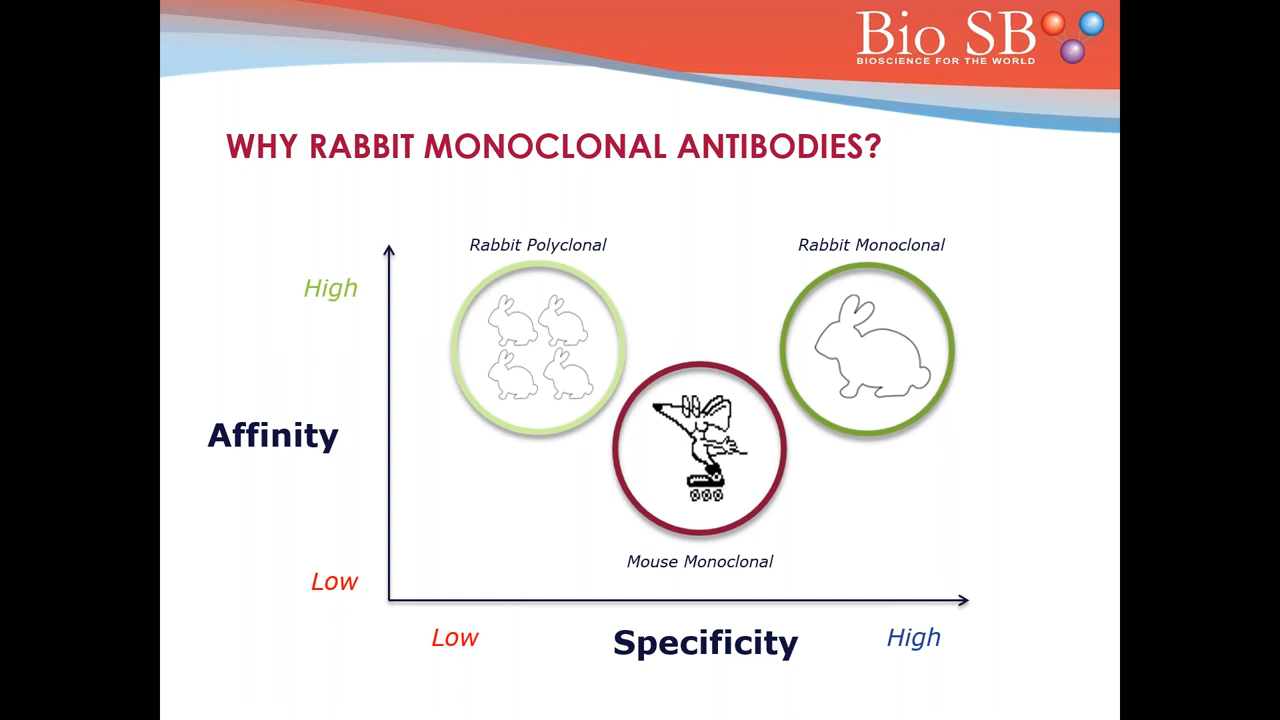 Bio SB
BIOSCIENCE FOR THE WORLD
WHY RABBIT MONOCLONAL ANTIBODIES?
Rabbit Polyclonal
Rabbit Monoclonal
High
Affinity
Mouse Monoclonal
Low
Low
Specificity
High